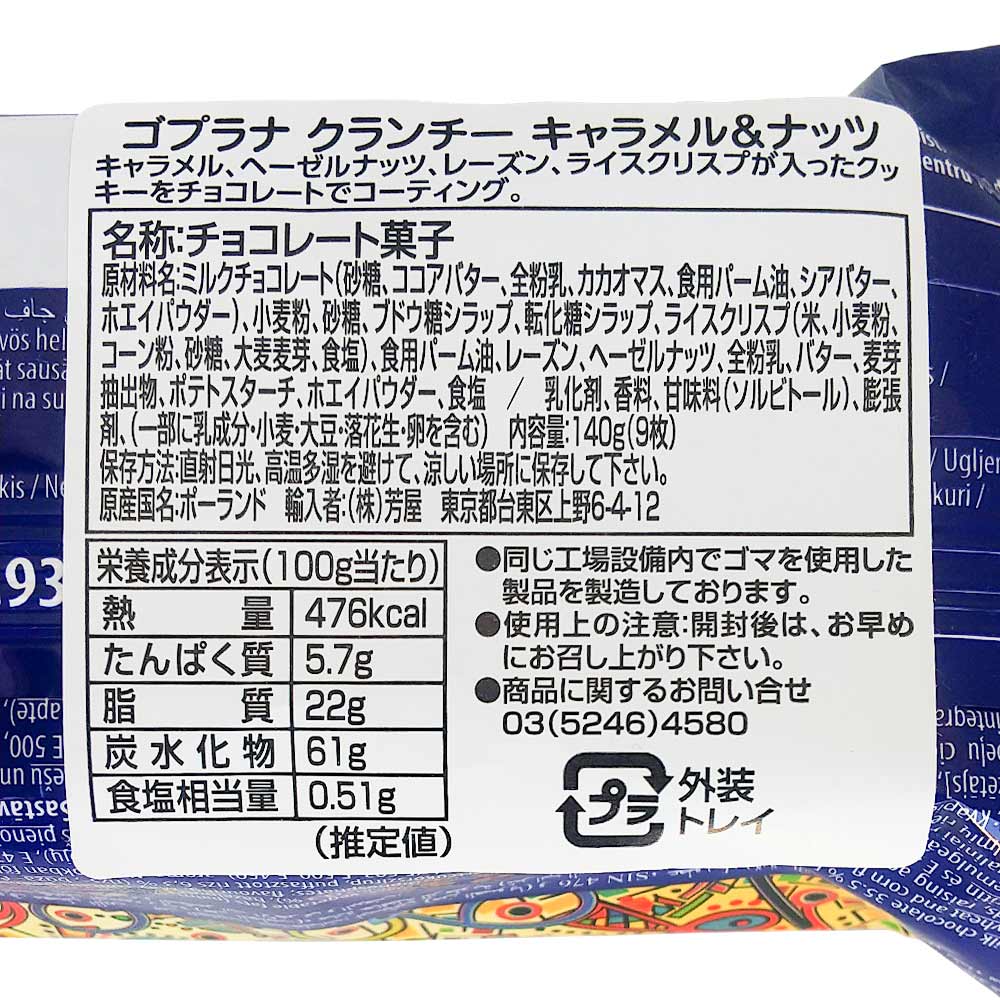 ゴプラナ クランチー キャラメル&ナッツ
キャラメル、ヘーゼルナッツ、レーズン、ライスクリスプが入ったクッ
キーをチョコレートでコーティング。
名称:チョコレート菓子
原材料名:ミルクチョコレート(砂糖、ココアバター、全粉乳、カカオマス、食用パーム油、シアバター、
ホエイパウダー)、小麦粉、砂糖、ブドウ糖シラップ、転化糖シラップ、ライスクリスプ(米、小麦粉、
コーン粉、砂糖、大麦麦芽、食塩)、食用パーム油、レーズン、ヘーゼルナッツ、全粉乳、バター、麦芽
抽出物、ポテトスターチ、ホエイパウダー、食塩 / 乳化剤、香料、甘味料(ソルビトール)、膨張
剤、(一部に乳成分・小麦・大豆・落花生・卵を含む) 内容量:140g(9枚)
保存方法:直射日光、高温多湿を避けて、涼しい場所に保存して下さい。
原産国名:ポーランド 輸入者:(株)芳屋 東京都台東区上野6-4-12
栄養成分表示(100g当たり)
熱量 476kcal
たんぱく質 5.7g
脂質 22g
炭水化物 61g
食塩相当量 0.51g
(推定値)
●同じ工場設備内でゴマを使用した
製品を製造しております。
●使用上の注意:開封後は、お早め
にお召し上がり下さい。
●商品に関するお問い合せ
03(5246)4580
プラ
外装
トレイ
جاف
kis /
93
/ Ugljer
kuri /